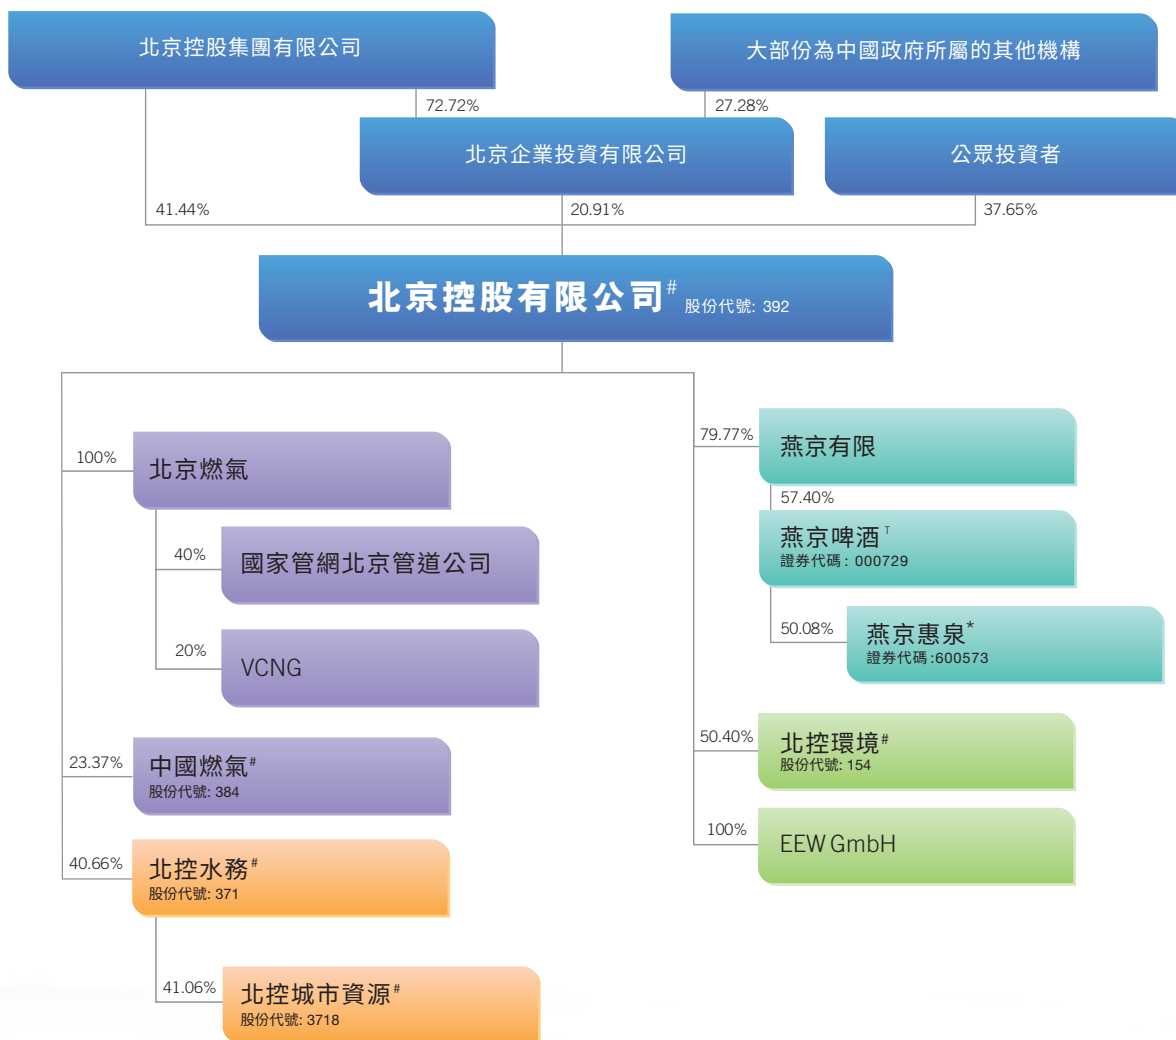 北京控股集團有限公司
大部份為中國政府所屬的其他機構
72.72%
27.28%
北京企業投資有限公司
公眾投資者
41.44%
20.91%
37.65%
北京控股有限公司# 股份代號: 392
100%
北京燃氣
40%
國家管網北京管道公司
20%
VCNG
23.37%
中國燃氣#
股份代號: 384
40.66%
北控水務#
股份代號: 371
41.06%
北控城市資源#
股份代號: 3718
79.77%
燕京有限
57.40%
燕京啤酒T
證券代碼: 000729
50.08%
燕京惠泉*
證券代碼:600573
50.40%
北控環境#
股份代號: 154
100%
EEW GmbH